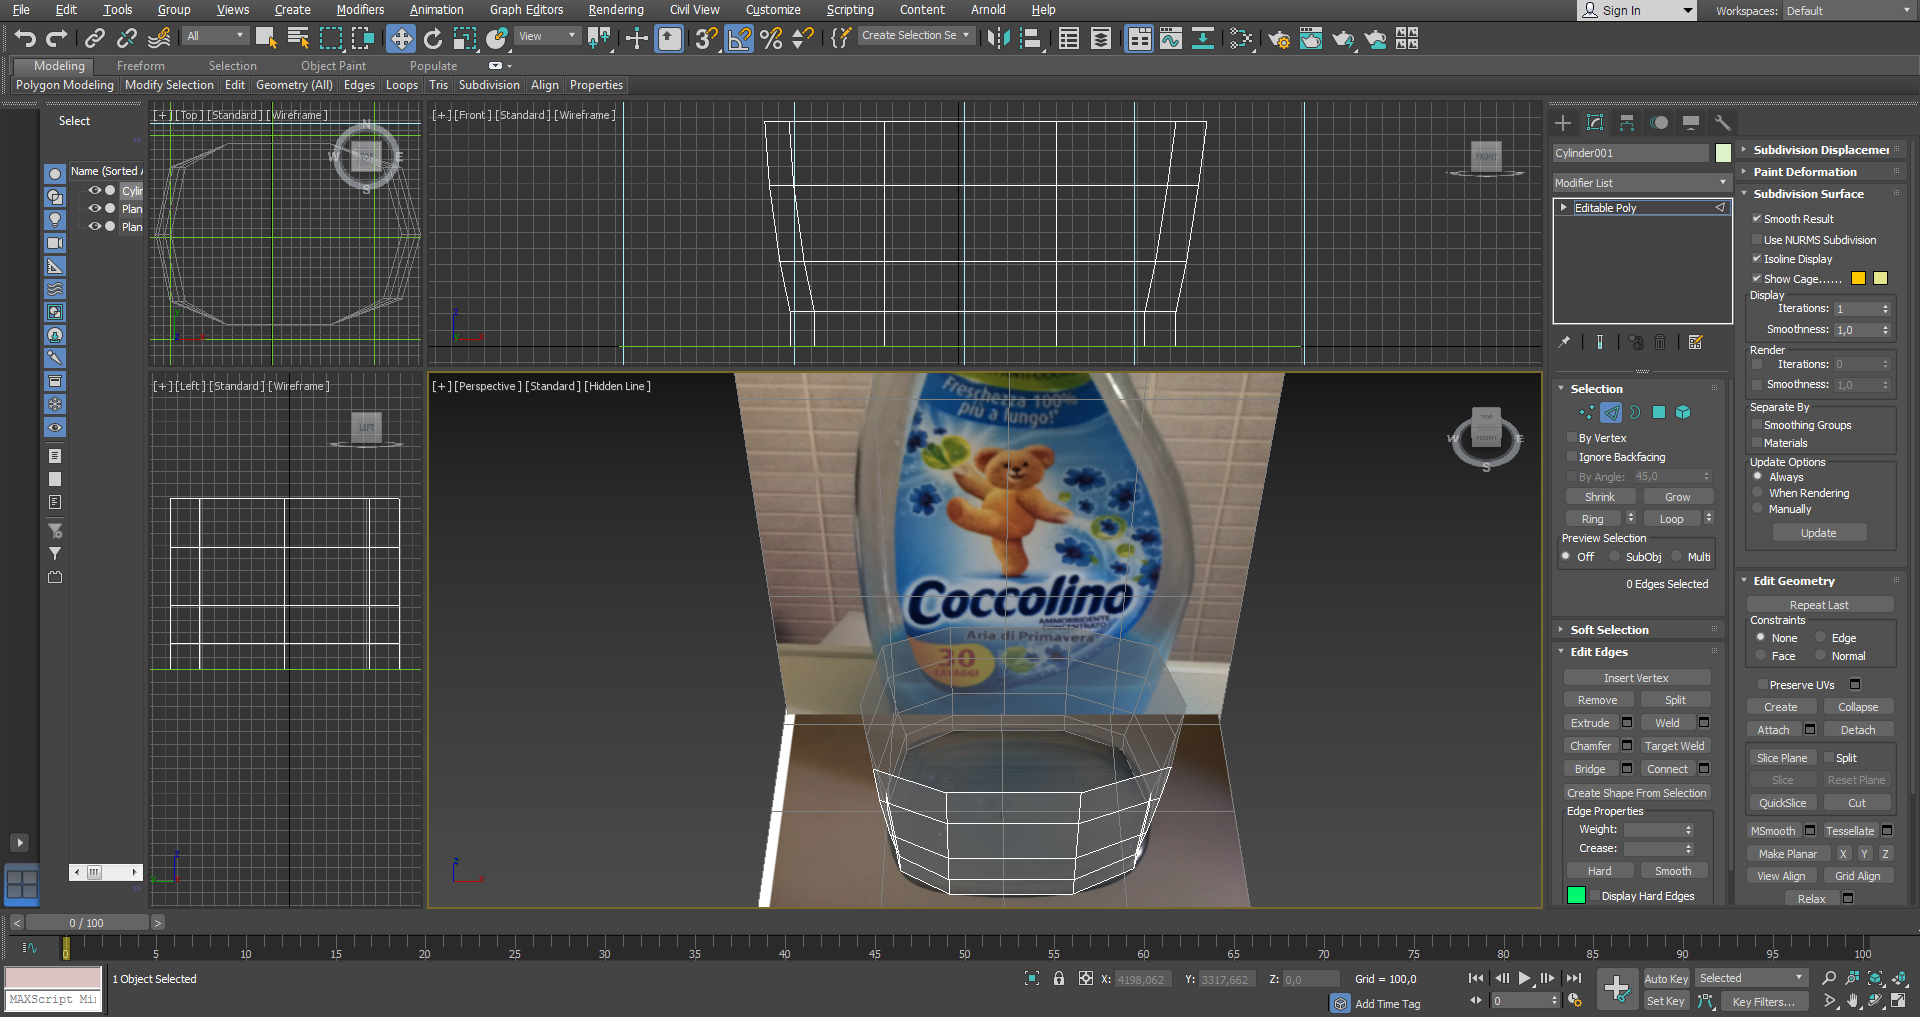 File Edit Tools Group Views Create Modifiers Animation Graph Editors Rendering Civil View Customize Scripting Content Arnold Help Sign In Workspaces: Default
All View Create Selection Se
Modeling Freeform Selection Object Paint Populate
Polygon Modeling Modify Selection Edit Geometry (All) Edges Loops Tris Subdivision Align Properties
Select
Name (Sorted A
Cylin
Plan
Plan
[+][Top][Standard][Wireframe]
N
W E
S
[+][Front][Standard][Wireframe]
FRONT
z
y x
[+][Left][Standard][Wireframe]
LEFT
[+][Perspective][Standard][Hidden Line]
TOP
FRONT
W E
S
Freschezza 100%
più a lungo!
Coccolino
AMMORBIDENTE
CONCENTRATO
Aria di Primavera
30
LAVAGGI
Cylinder001
Modifier List
Editable Poly
Selection
By Vertex
Ignore Backfacing
By Angle: 45,0
Shrink Grow
Ring Loop
Preview Selection
Off SubObj Multi
0 Edges Selected
Soft Selection
Edit Edges
Insert Vertex
Remove Split
Extrude Weld
Chamfer Target Weld
Bridge Connect
Create Shape From Selection
Edge Properties
Weight:
Crease:
Hard Smooth
Display Hard Edges
Subdivision Displacemen
Paint Deformation
Subdivision Surface
Smooth Result
Use NURMS Subdivision
Isoline Display
Show Cage......
Display
Iterations: 1
Smoothness: 1,0
Render
Iterations: 0
Smoothness: 1,0
Separate By
Smoothing Groups
Materials
Update Options
Always
When Rendering
Manually
Update
Edit Geometry
Repeat Last
Constraints
None Edge
Face Normal
Preserve UVs
Create Collapse
Attach Detach
Slice Plane Split
Slice Reset Plane
QuickSlice Cut
MSmooth Tessellate
Make Planar X Y Z
View Align Grid Align
Relax
< 0 / 100 >
0 5 10 15 20 25 30 35 40 45 50 55 60 65 70 75 80 85 90 95 100
MAXScript Mi
1 Object Selected
X: 4198,062 Y: 3317,662 Z: 0,0 Grid = 100,0
Add Time Tag
0
Auto Key Selected
Set Key Key Filters...